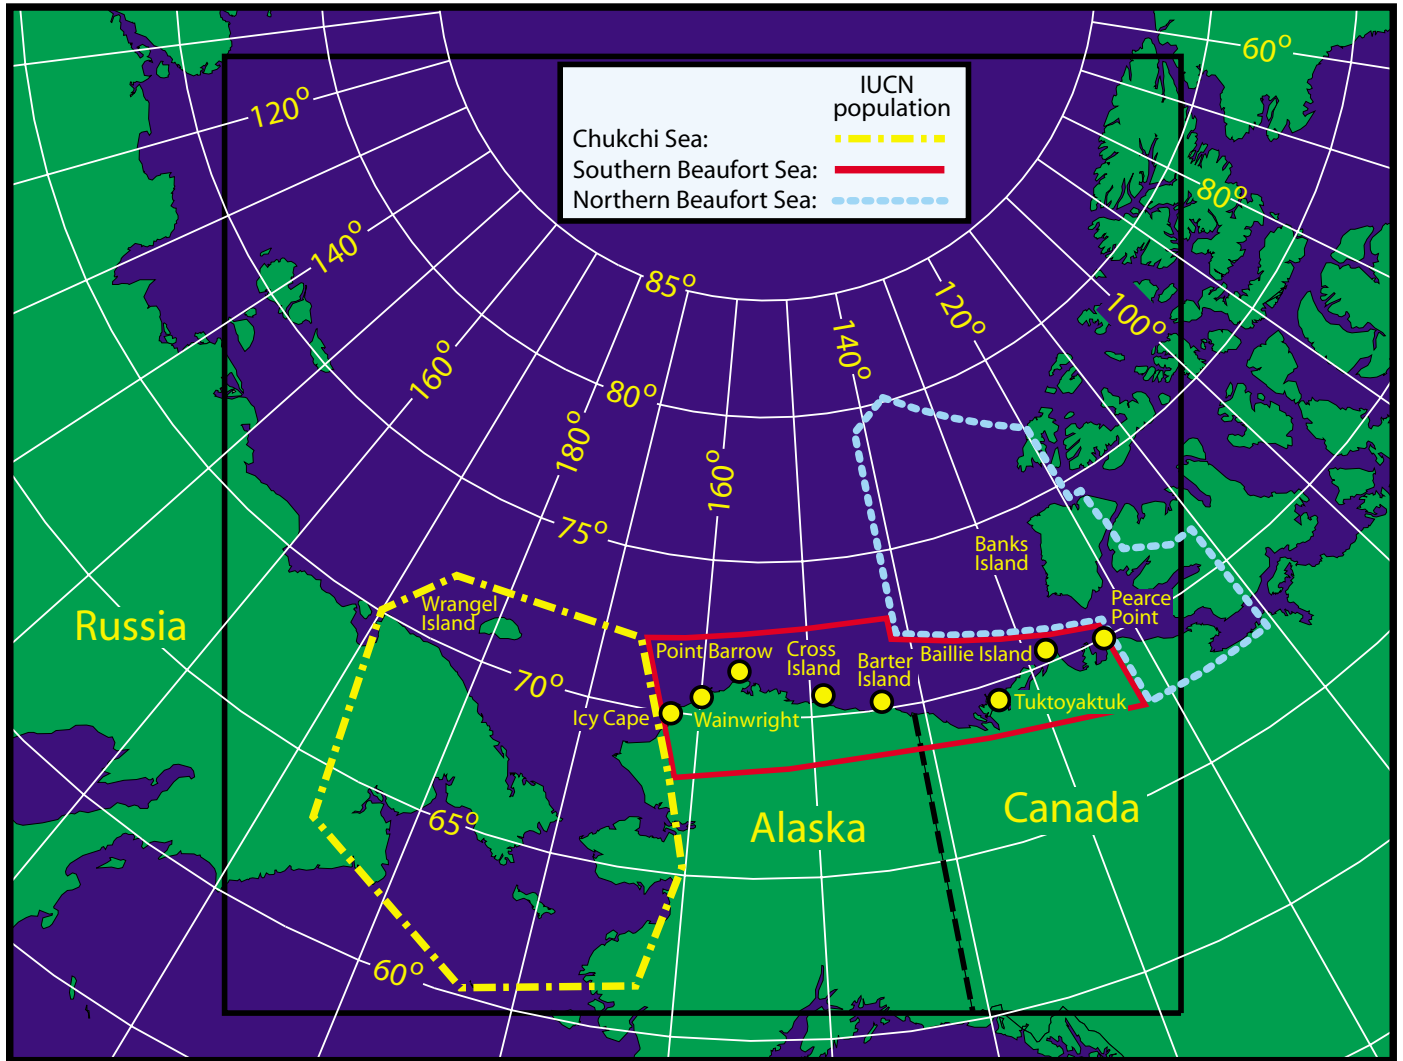 IUCN
population
Chukchi Sea:
Southern Beaufort Sea:
Northern Beaufort Sea:
60°
120°
80°
140°
85°
120°
100°
140°
160°
80°
180°
160°
75°
Banks
Island
Wrangel
Island
Pearce
Point
Russia
Point Barrow
Cross
Island
Barter
Island
Baillie Island
70°
Icy Cape
Wainwright
Tuktoyaktuk
65°
Alaska
Canada
60°